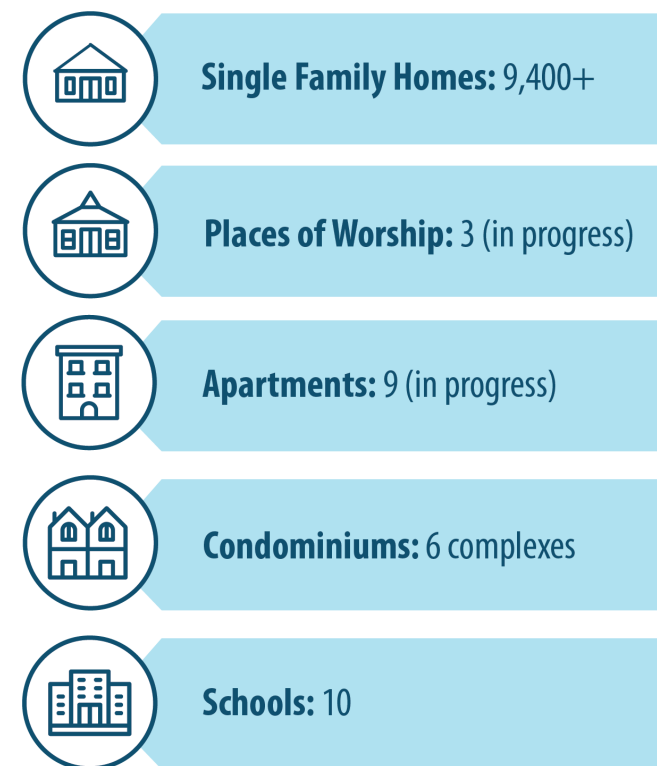 Single Family Homes: 9,400+
Places of Worship: 3 (in progress)
Apartments: 9 (in progress)
Condominiums: 6 complexes
Schools: 10